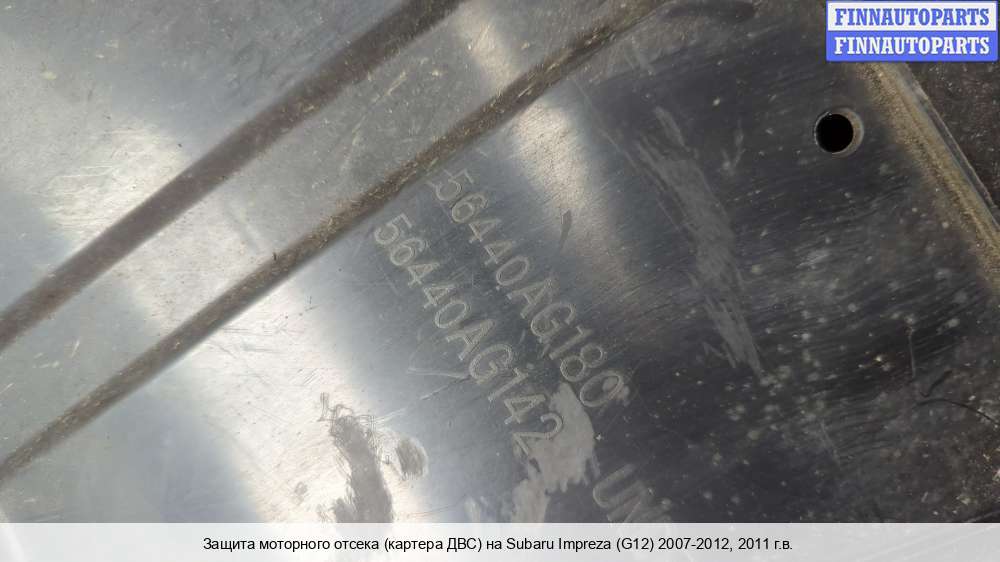 FINNAUTOPARTS
FINNAUTOPARTS
56440AG180
56440AG142
Защита моторного отсека (картера ДВС) на Subaru Impreza (G12) 2007-2012, 2011 г.в.